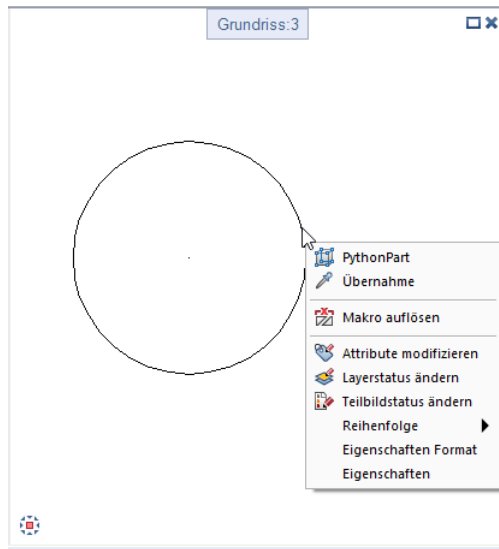 Grundriss:3
PythonPart
Übernahme
Makro auflösen
Attribute modifizieren
Layerstatus ändern
Teilbildstatus ändern
Reihenfolge
Eigenschaften Format
Eigenschaften